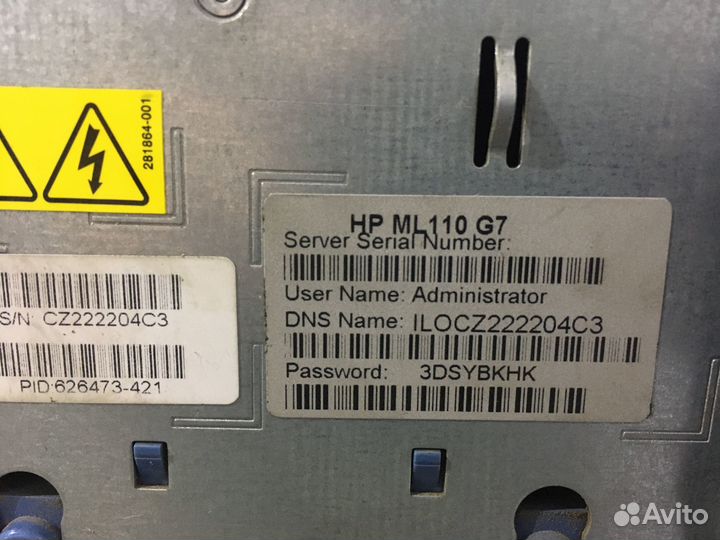 281864-001
HP ML110 G7
Server Serial Number:
User Name: Administrator
DNS Name: ILOCZ222204C3
Password: 3DSYBKHK
S/N CZ222204C3
PID:626473-421
Avito